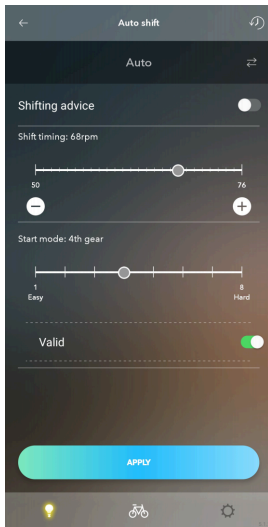 Auto shift
Auto
Shifting advice
Shift timing: 68rpm
50 76
Start mode: 4th gear
1 8
Easy Hard
Valid
APPLY